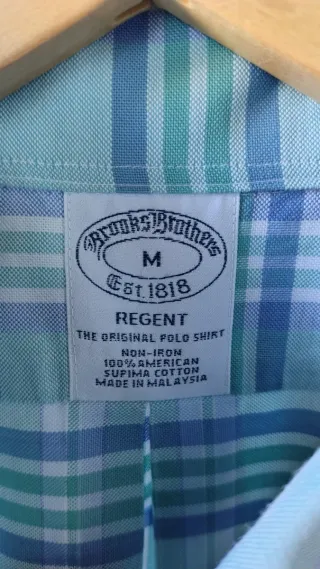 Brooks Brothers
M
Est. 1818
REGENT
THE ORIGINAL POLO SHIRT
NON-IRON
100% AMERICAN
SUPIMA COTTON
MADE IN MALAYSIA